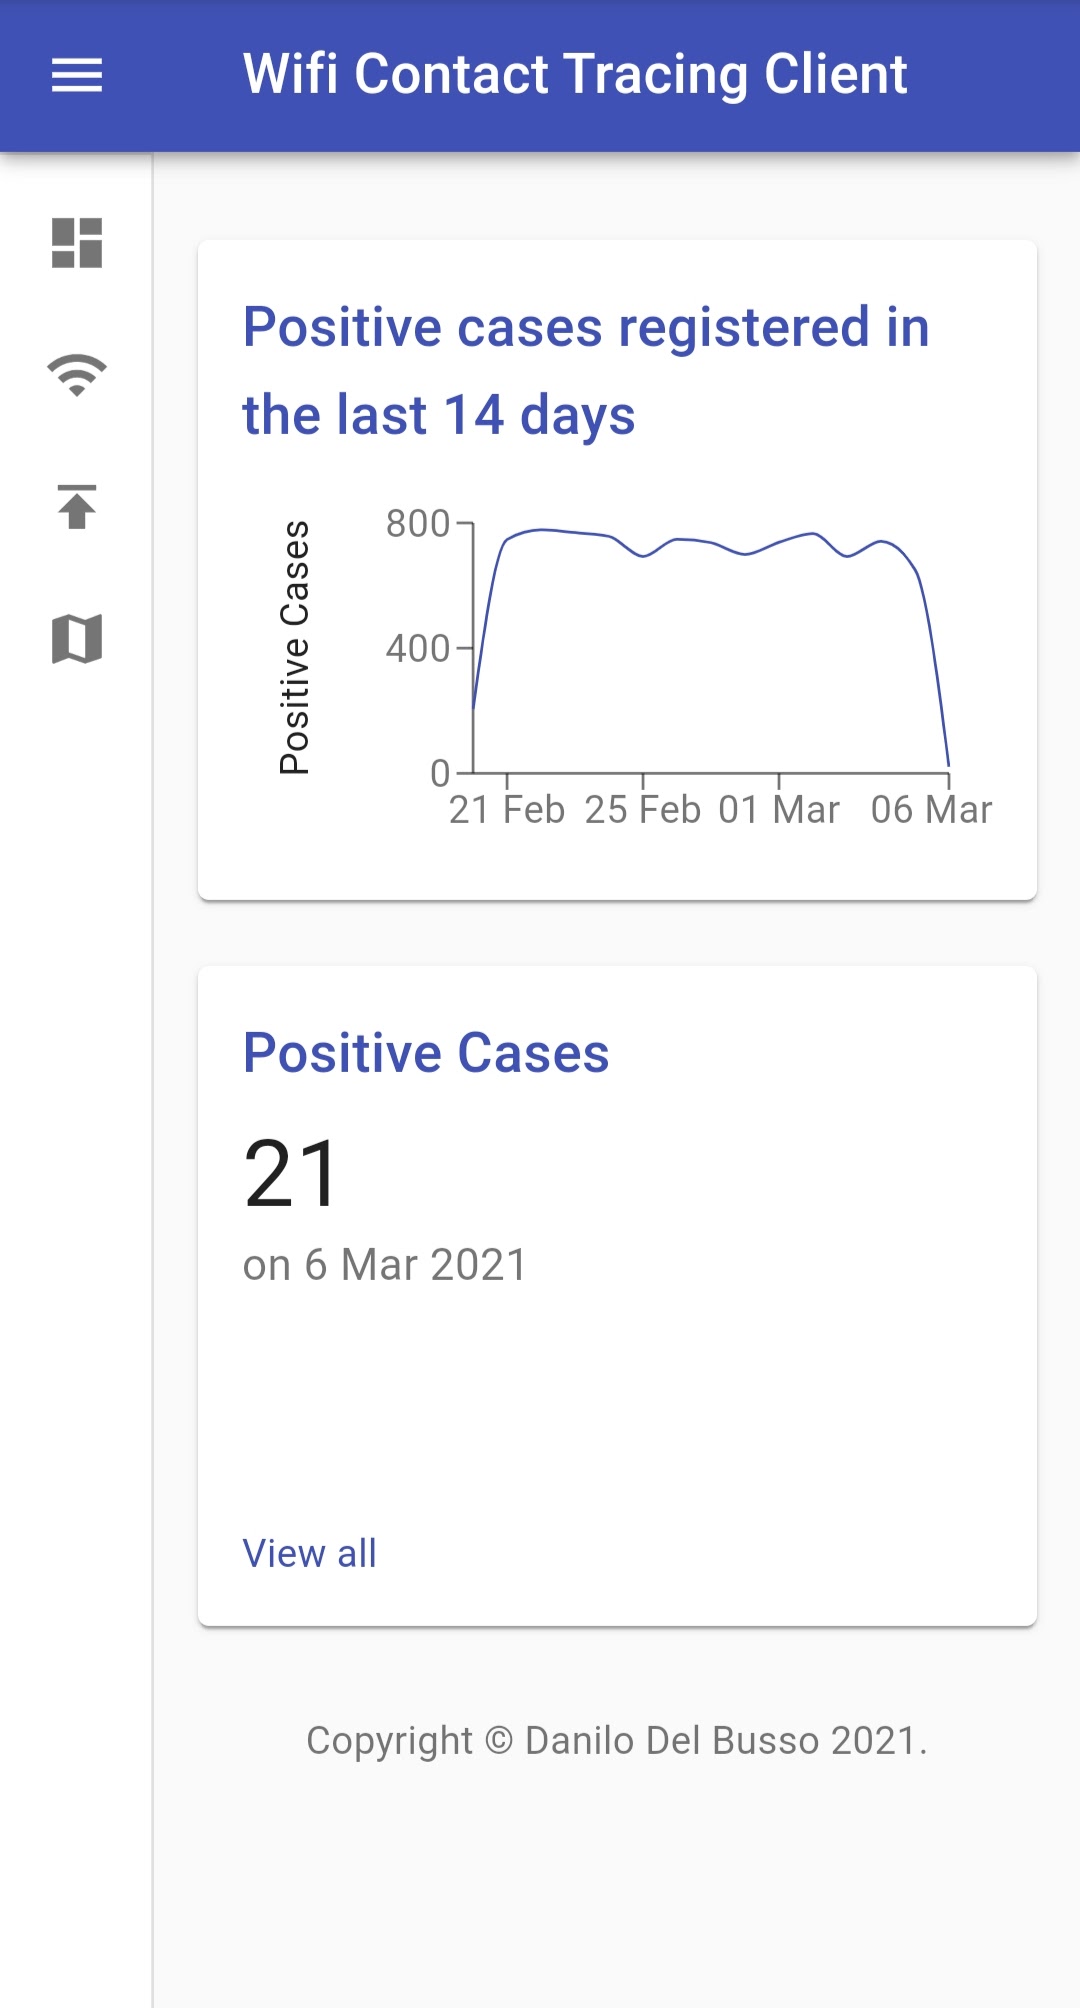 Wifi Contact Tracing Client
Positive cases registered in
the last 14 days
Positive Cases
800
400
0
21 Feb 25 Feb 01 Mar 06 Mar
Positive Cases
21
on 6 Mar 2021
View all
Copyright © Danilo Del Busso 2021.